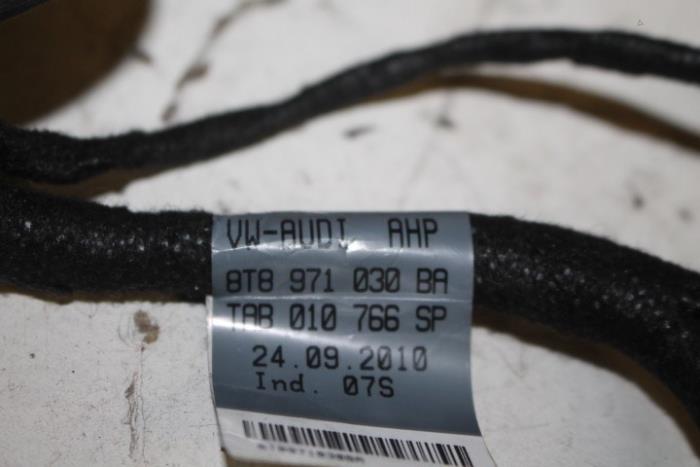 VW-AUDI AHP
8T8 971 030 BA
TAB 010 766 SP
24.09.2010
Ind. 07S